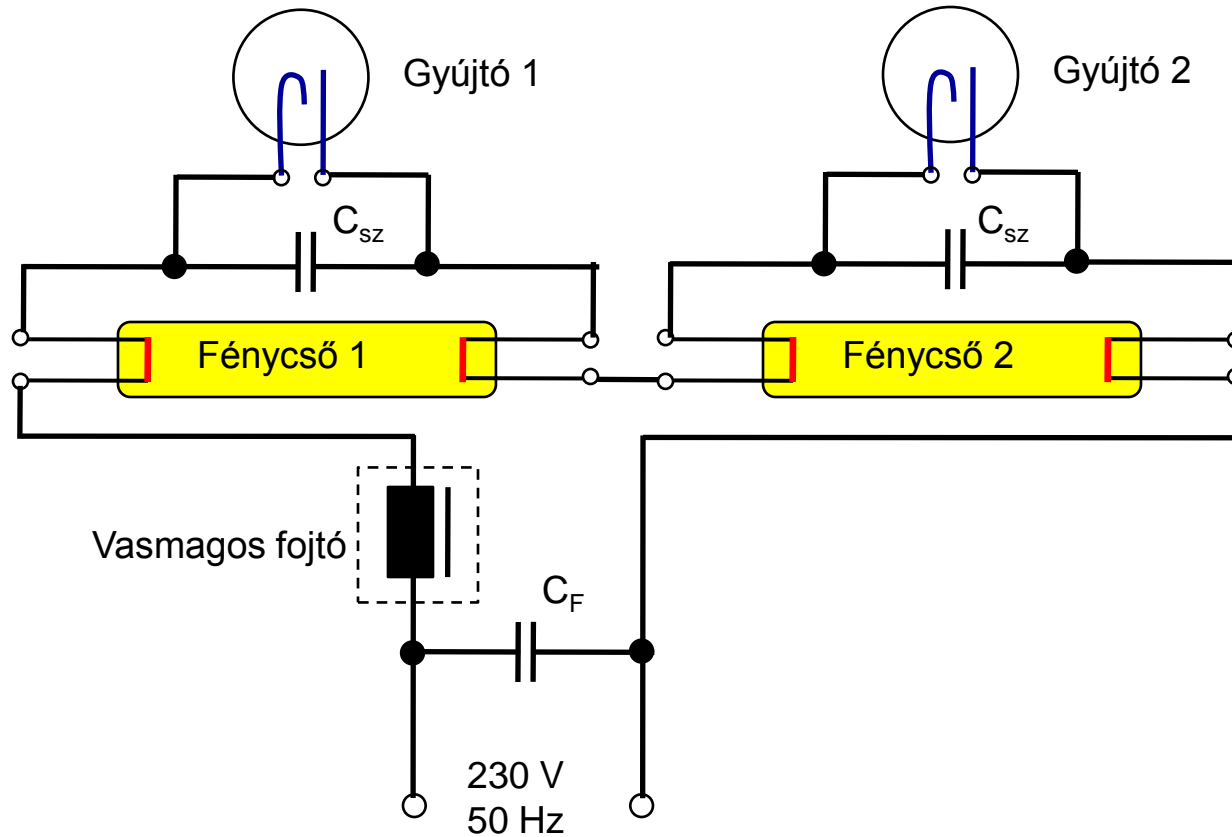 Gyújtó 1
Gyújtó 2
Csz
Csz
Fénycső 1
Fénycső 2
Vasmagos fojtó
CF
230 V
50 Hz